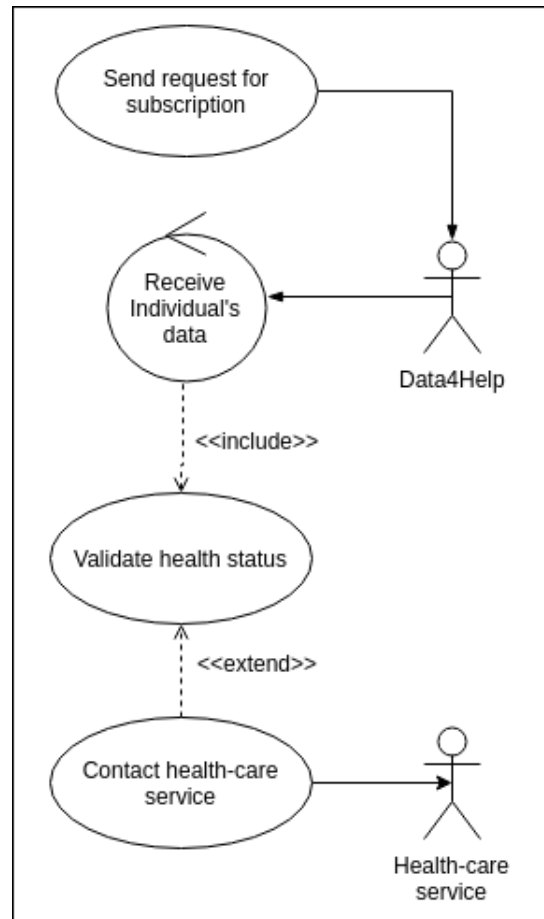 Send request for
subscription
Receive
Individual's
data
Data4Help
<<include>>
Validate health status
<<extend>>
Contact health-care
service
Health-care
service